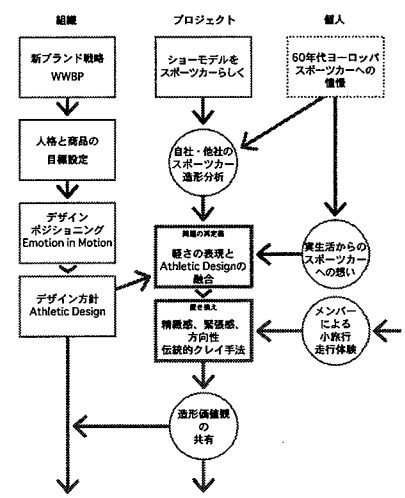 組織
プロジェクト
個人
新ブランド戦略
WWBP
ショーモデルを
スポーツカーらしく
60年代ヨーロッパ
スポーツカーへの
憧憬
人格と商品の
目標設定
自社・他社の
スポーツカー
造形分析
デザイン
ポジショニング
Emotion in Motion
問題の再定義
軽さの表現と
Athletic Designの
融合
実生活からの
スポーツカー
への想い
デザイン方針
Athletic Design
置き換え
精緻感、緊張感、
方向性
伝統的クレイ手法
メンバー
による
小旅行
走行体験
造形価値観
の
共有